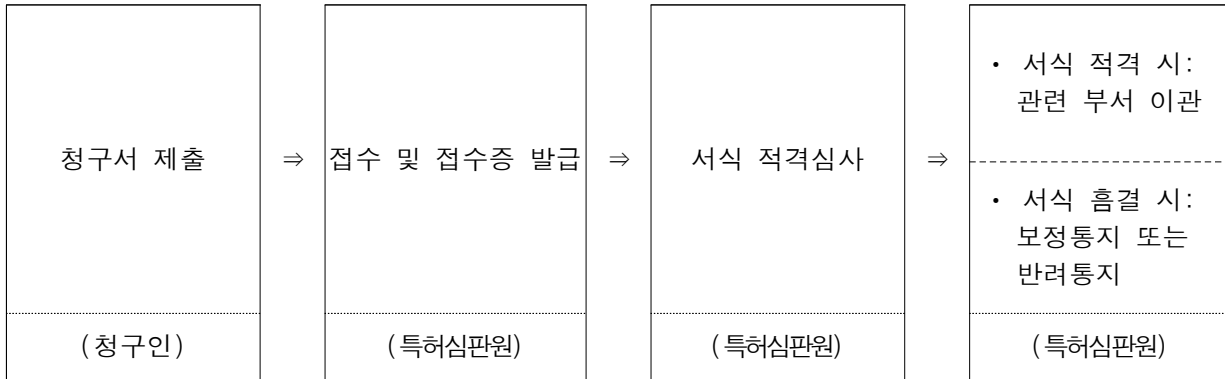 청구서 제출
⇒
접수 및 접수증 발급
⇒
서식 적격심사
⇒
• 서식 적격 시:
관련 부서 이관
• 서식 흠결 시:
보정통지 또는
반려통지
(청구인)
(특허심판원)
(특허심판원)
(특허심판원)